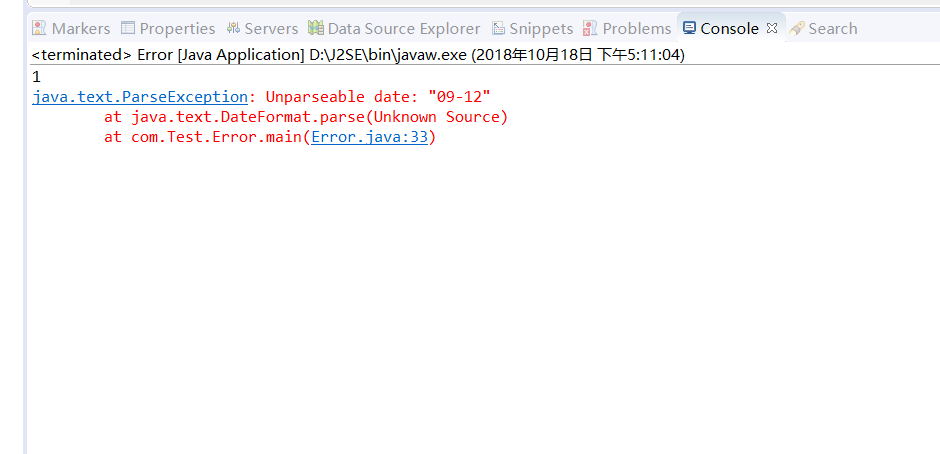 Markers Properties Servers Data Source Explorer Snippets Problems Console Search
<terminated> Error [Java Application] D:\J2SE\bin\javaw.exe (2018年10月18日 下午5:11:04)
1
java.text.ParseException: Unparseable date: "09-12"
at java.text.DateFormat.parse(Unknown Source)
at com.Test.Error.main(Error.java:33)